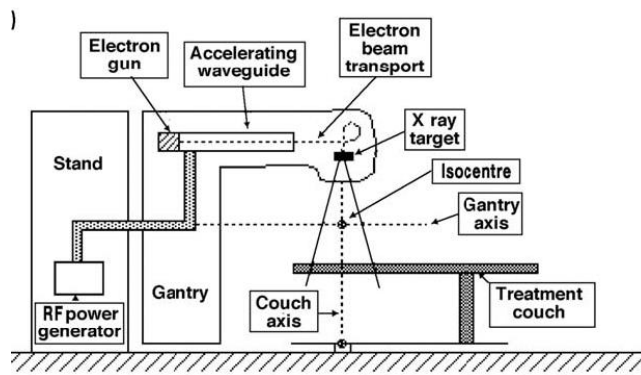 )
Electron
gun
Accelerating
waveguide
Electron
beam
transport
X ray
target
Stand
Isocentre
Gantry
axis
Gantry
RF power
generator
Couch
axis
Treatment
couch